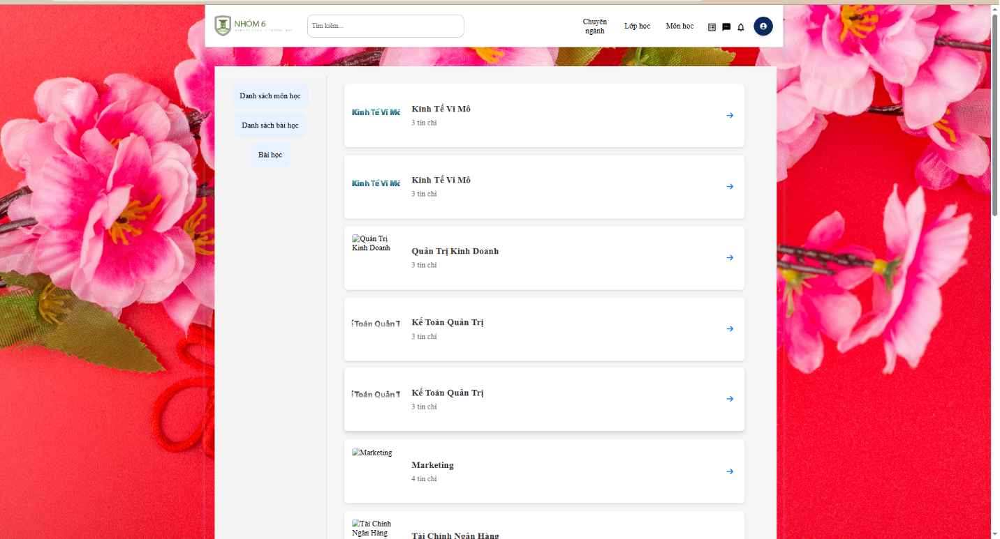 NHÓM 6
Tìm kiếm...
Chuyên
ngành
Lớp học
Môn học
Danh sách môn học
Danh sách bài học
Bài học
Kinh Tế Vĩ Mô
Kinh Tế Vi Mô
3 tín chỉ
Kinh Tế Vĩ Mô
Kinh Tế Vi Mô
3 tín chỉ
Quản Trị
Kinh Doanh
Quản Trị Kinh Doanh
3 tín chỉ
Toán Quản T
Kế Toán Quản Trị
3 tín chỉ
Toán Quản T
Kế Toán Quản Trị
3 tín chỉ
Marketing
Marketing
4 tín chỉ
Tài Chính
Ngân Hàng
Tài Chính Ngân Hàng